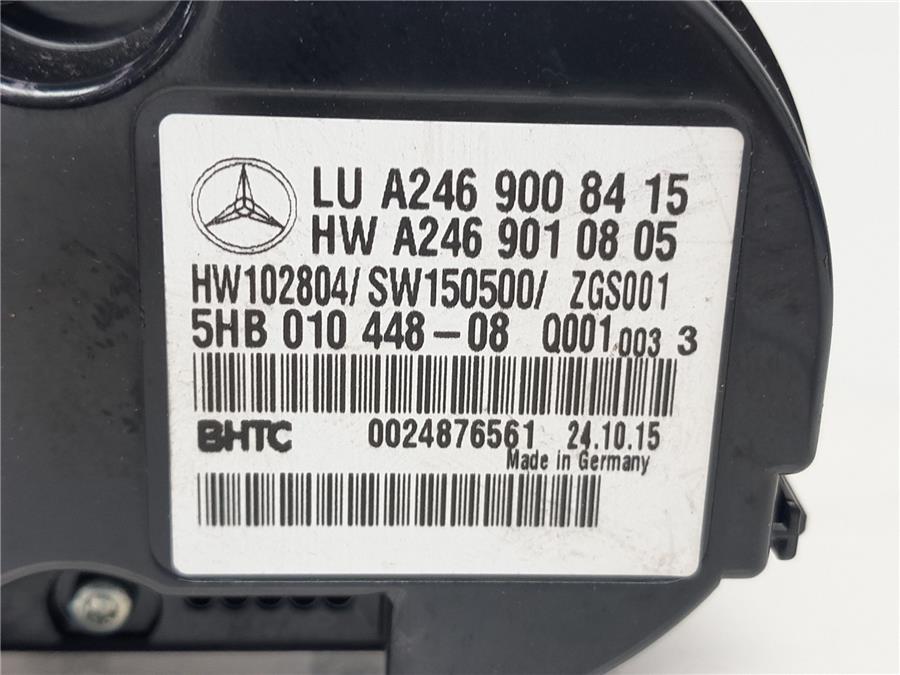 LU A246 900 84 15
HW A246 901 08 05
HW102804/ SW150500/ ZGS001
5HB 010 448-08 Q001 003 3
BHTC 0024876561 24.10.15
Made in Germany